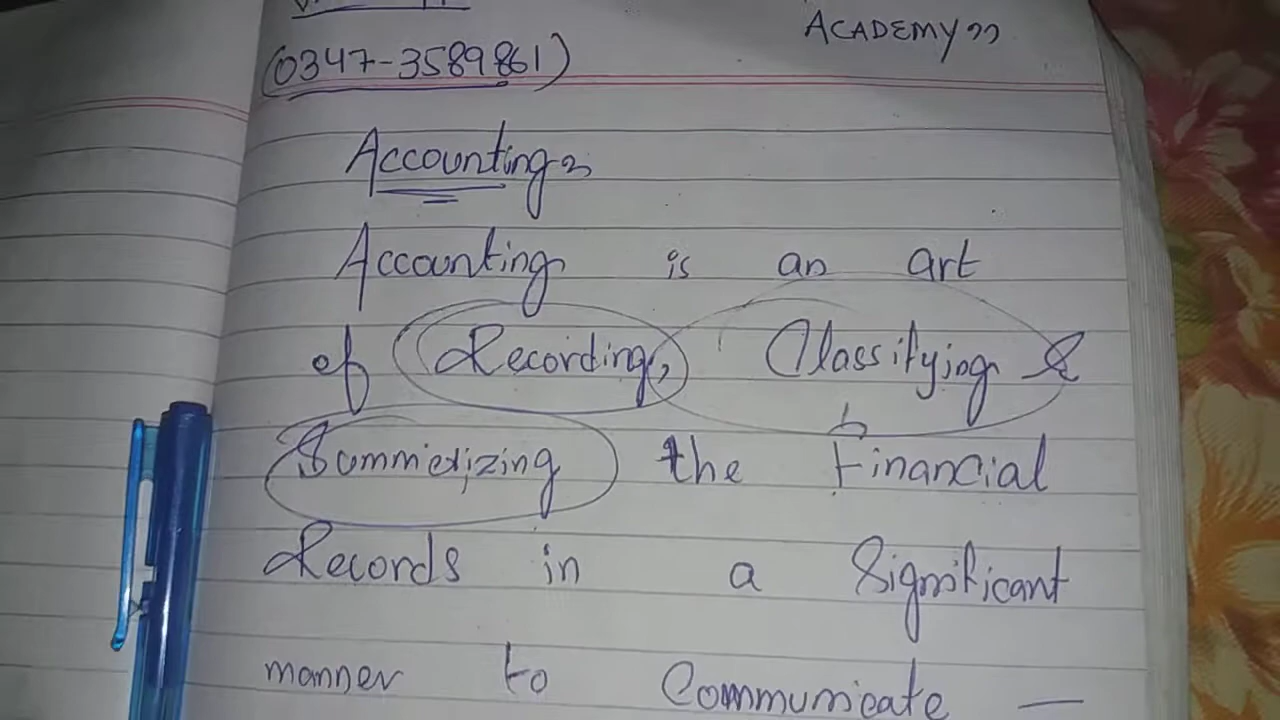 ACADEMY"
(0347-3589861)
Accounting:
Accounting is an art
of Recording, Classifying &
Summerizing the Financial
Records in a Significant
manner to Communicate —